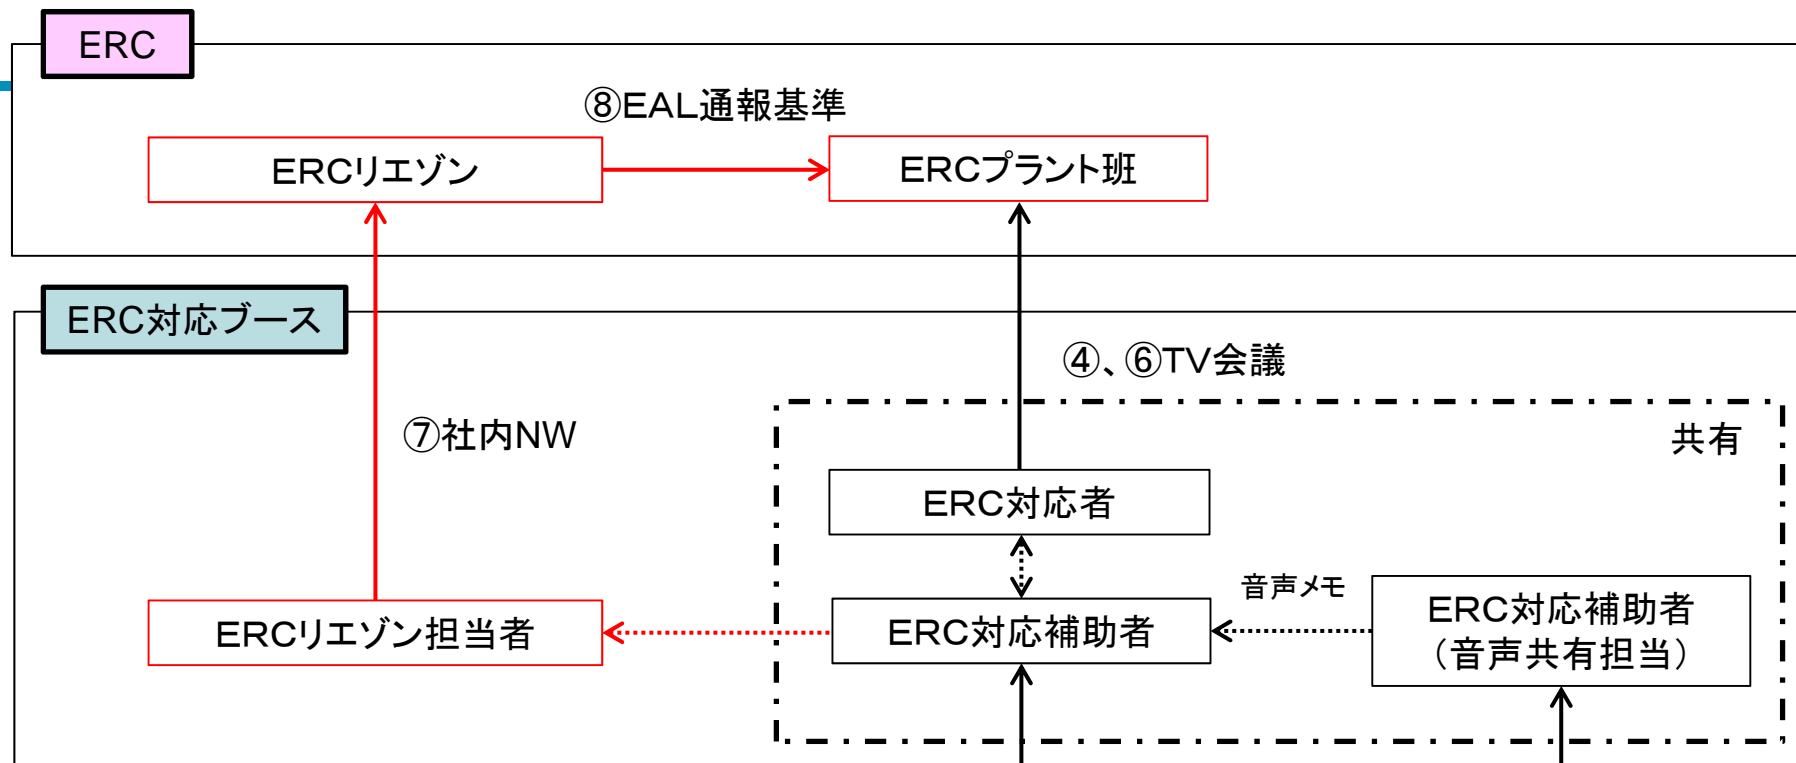 ERC
⑧EAL通報基準
ERCリエゾン
ERCプラント班
ERC対応ブース
④、⑥TV会議
⑦社内NW
共有
ERC対応者
音声メモ
ERCリエゾン担当者
ERC対応補助者
ERC対応補助者
（音声共有担当）